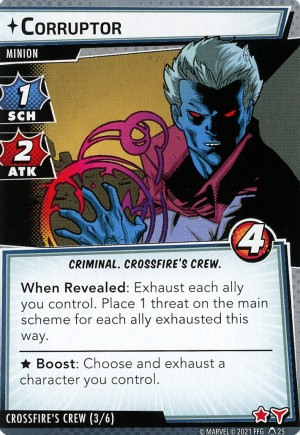 CORRUPTOR
MINION
1
SCH
2
ATK
4
CRIMINAL. CROSSFIRE'S CREW.
When Revealed: Exhaust each ally
you control. Place 1 threat on the main
scheme for each ally exhausted this
way.
★ Boost: Choose and exhaust a
character you control.
CROSSFIRE'S CREW (3/6)
© MARVEL © 2021 FFG 25